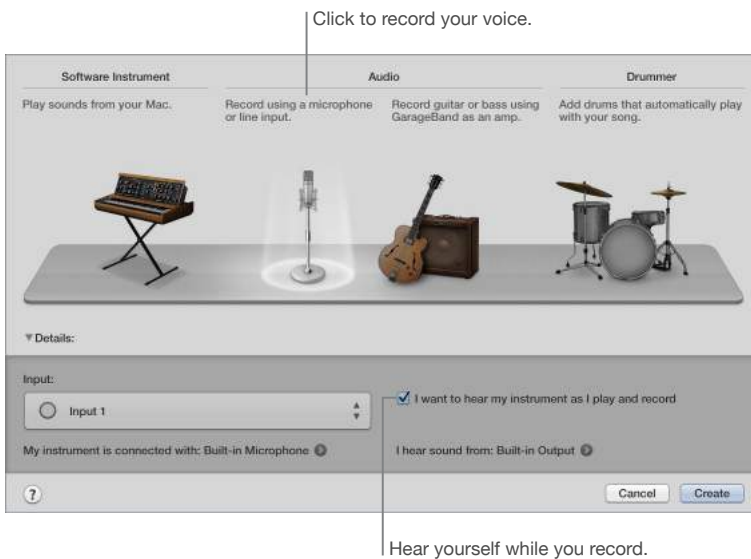 Click to record your voice.
Software Instrument
Audio
Drummer
Play sounds from your Mac.
Record using a microphone
or line input.
Record guitar or bass using
GarageBand as an amp.
Add drums that automatically play
with your song.
Details:
Input:
Input 1
I want to hear my instrument as I play and record
My instrument is connected with: Built-in Microphone
I hear sound from: Built-in Output
?
Cancel
Create
Hear yourself while you record.